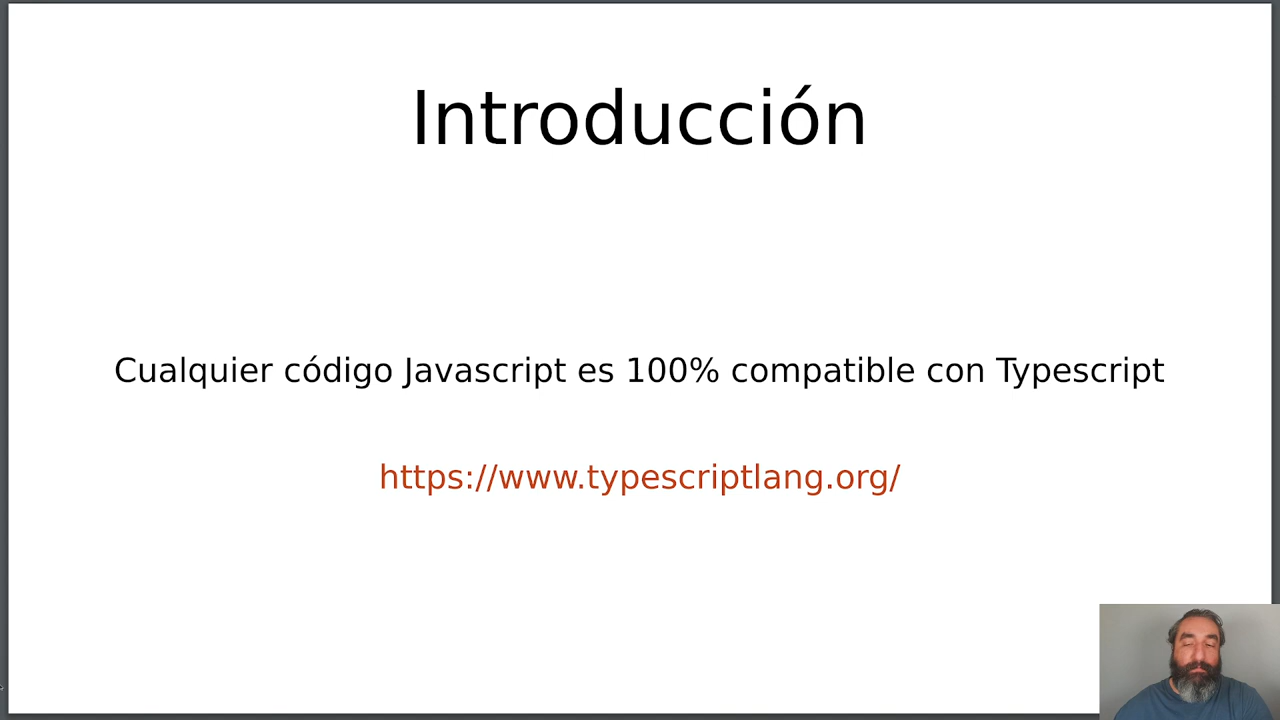 Introducción
Cualquier código Javascript es 100% compatible con Typescript
https://www.typescriptlang.org/